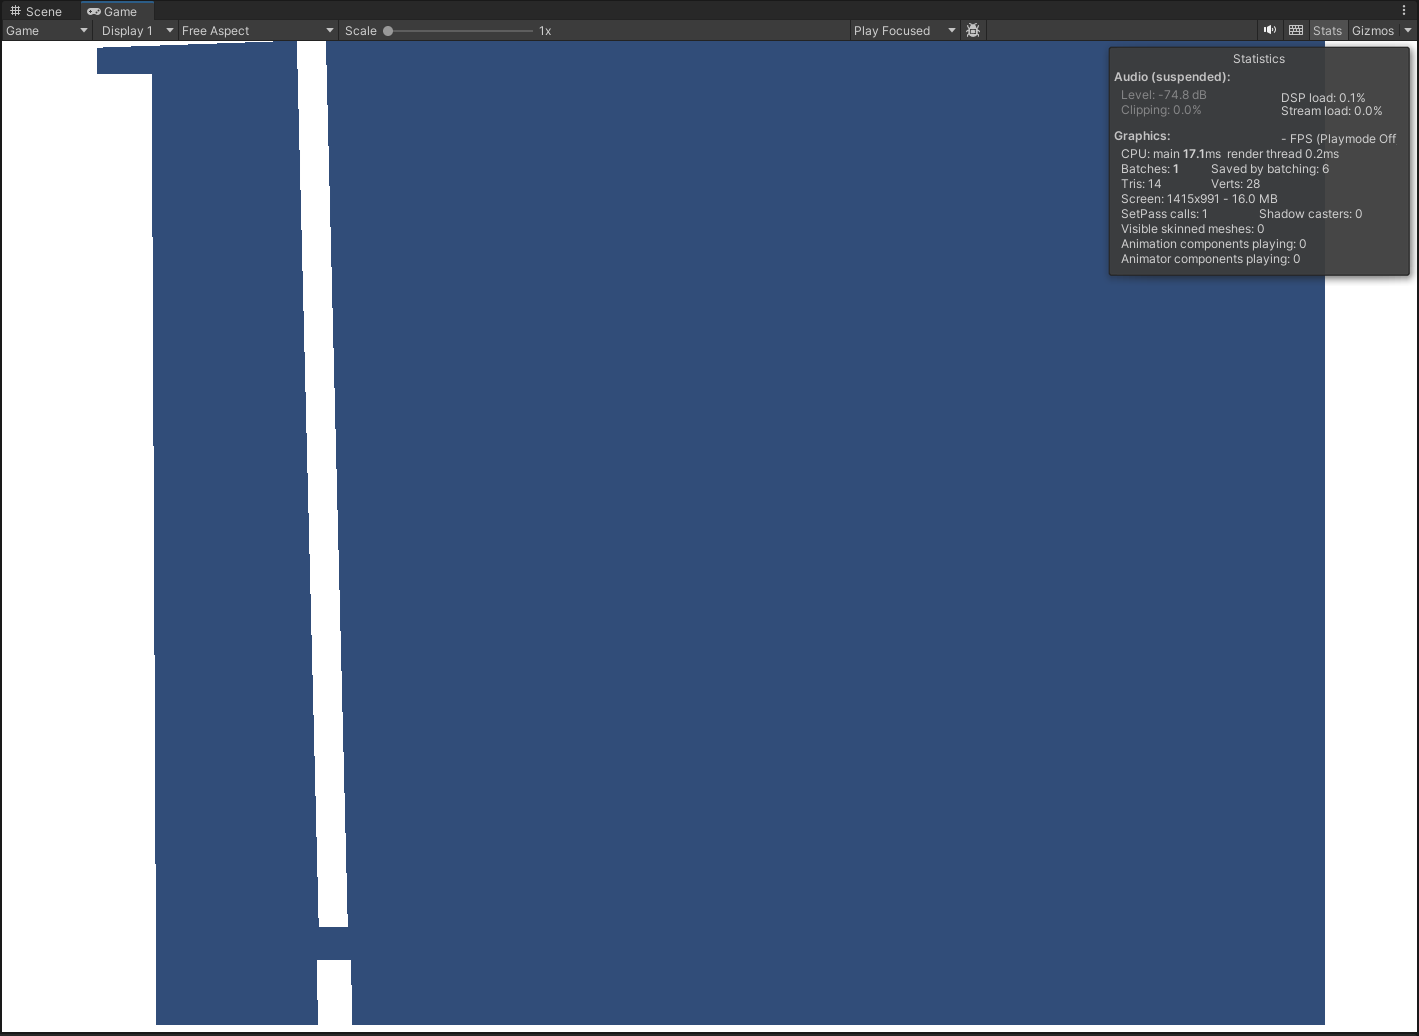 Scene Game
Game Display 1 Free Aspect Scale 1x Play Focused Stats Gizmos
Statistics
Audio (suspended):
Level: -74.8 dB DSP load: 0.1%
Clipping: 0.0% Stream load: 0.0%
Graphics: - FPS (Playmode Off
CPU: main 17.1ms render thread 0.2ms
Batches: 1 Saved by batching: 6
Tris: 14 Verts: 28
Screen: 1415x991 - 16.0 MB
SetPass calls: 1 Shadow casters: 0
Visible skinned meshes: 0
Animation components playing: 0
Animator components playing: 0